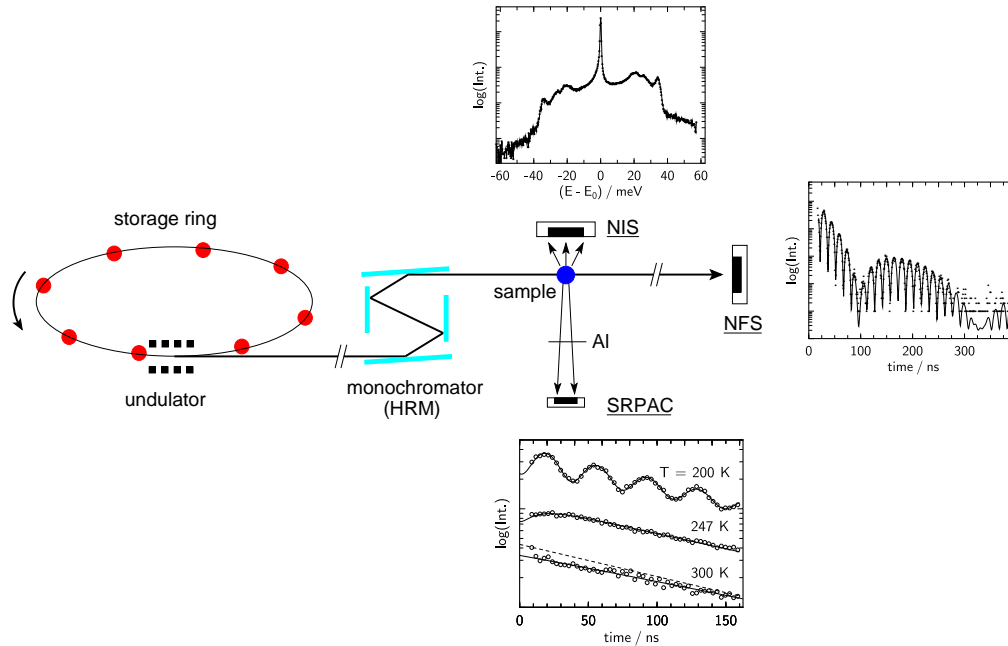 log(Int.)
-60 -40 -20 0 20 40 60
(E - E₀) / meV
storage ring
undulator
monochromator
(HRM)
sample
NIS
Al
SRPAC
NFS
log(Int.)
0 100 200 300
time / ns
log(Int.)
T = 200 K
247 K
300 K
0 50 100 150
time / ns